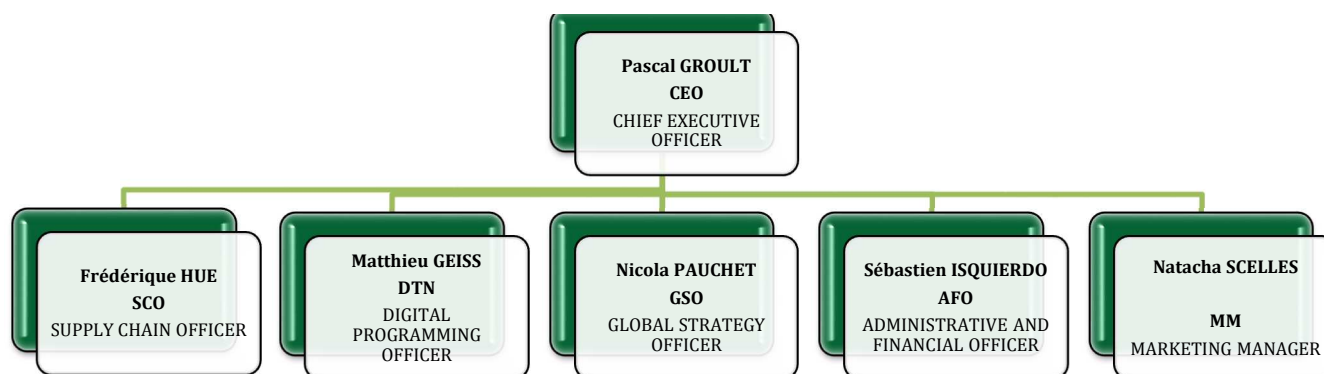 Pascal GROULT
CEO
CHIEF EXECUTIVE
OFFICER
Frédérique HUE
SCO
SUPPLY CHAIN OFFICER
Matthieu GEISS
DTN
DIGITAL
PROGRAMMING
OFFICER
Nicola PAUCHET
GSO
GLOBAL STRATEGY
OFFICER
Sébastien ISQUIERDO
AFO
ADMINISTRATIVE AND
FINANCIAL OFFICER
Natacha SCELLES
MM
MARKETING MANAGER